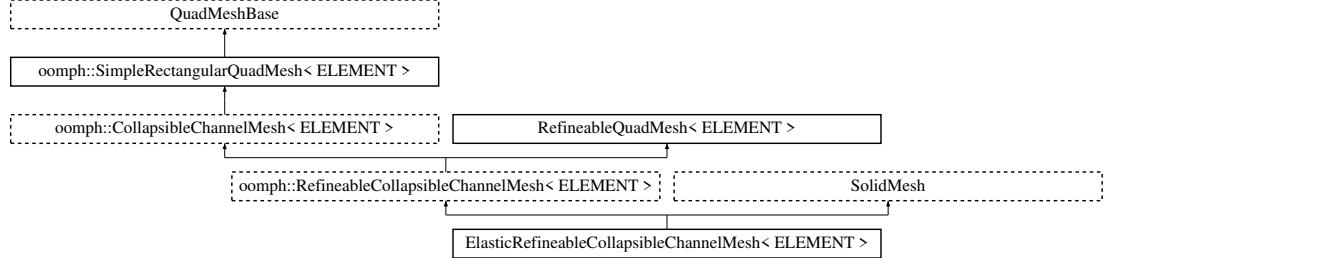 QuadMeshBase
oomph::SimpleRectangularQuadMesh< ELEMENT >
oomph::CollapsibleChannelMesh< ELEMENT >
RefineableQuadMesh< ELEMENT >
oomph::RefineableCollapsibleChannelMesh< ELEMENT >
SolidMesh
ElasticRefineableCollapsibleChannelMesh< ELEMENT >